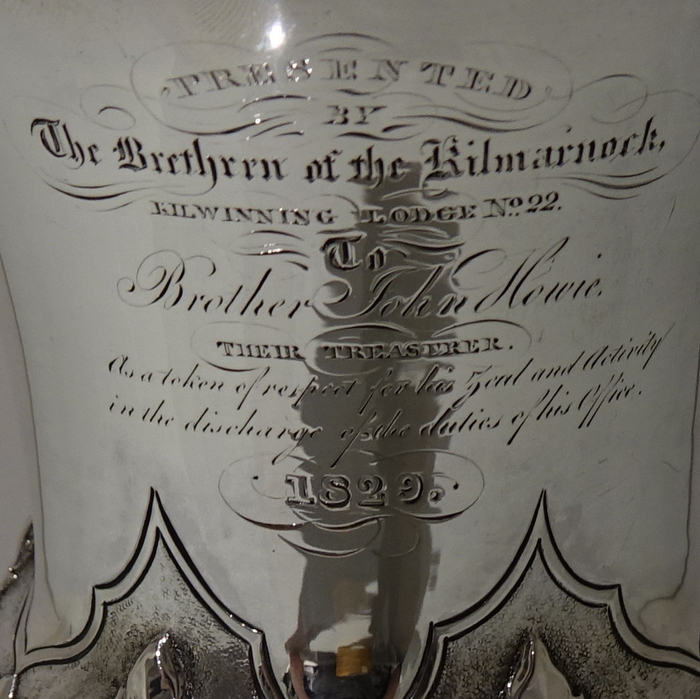 PRESENTED
BY
The Brethren of the Kilmarnock,
KILWINNING LODGE No. 22.
To
Brother John Howie.
THEIR TREASURER.
As a token of respect for his Zeal and Activity
in the discharge of the duties of his Office.
1829.